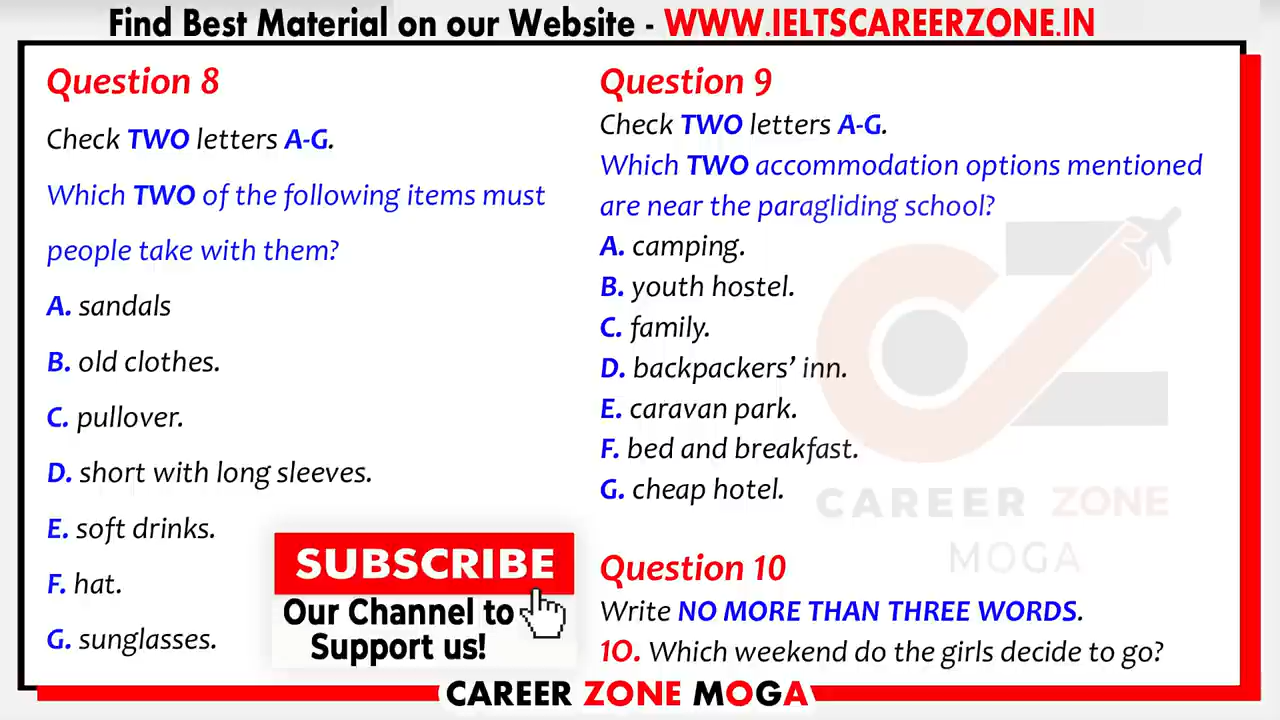 Find Best Material on our Website - WWW.IELTSCAREERZONE.IN
Question 8
Check TWO letters A-G.
Which TWO of the following items must
people take with them?
A. sandals
B. old clothes.
C. pullover.
D. short with long sleeves.
E. soft drinks.
F. hat.
G. sunglasses.
SUBSCRIBE
Our Channel to
Support us!
Question 9
Check TWO letters A-G.
Which TWO accommodation options mentioned
are near the paragliding school?
A. camping.
B. youth hostel.
C. family.
D. backpackers’ inn.
E. caravan park.
F. bed and breakfast.
G. cheap hotel.
CAREER ZONE
MOGA
Question 10
Write NO MORE THAN THREE WORDS.
10. Which weekend do the girls decide to go?
CAREER ZONE MOGA